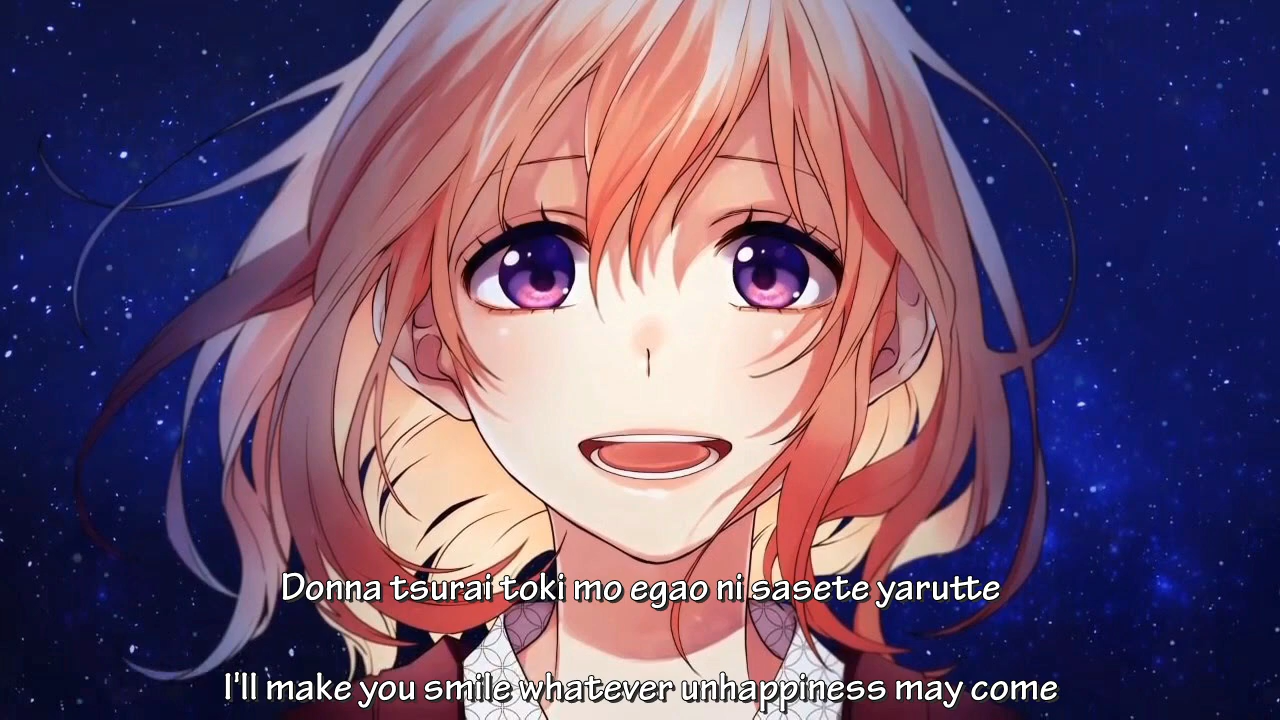 Donna tsurai toki mo egao ni sasete yarutte
I'll make you smile whatever unhappiness may come